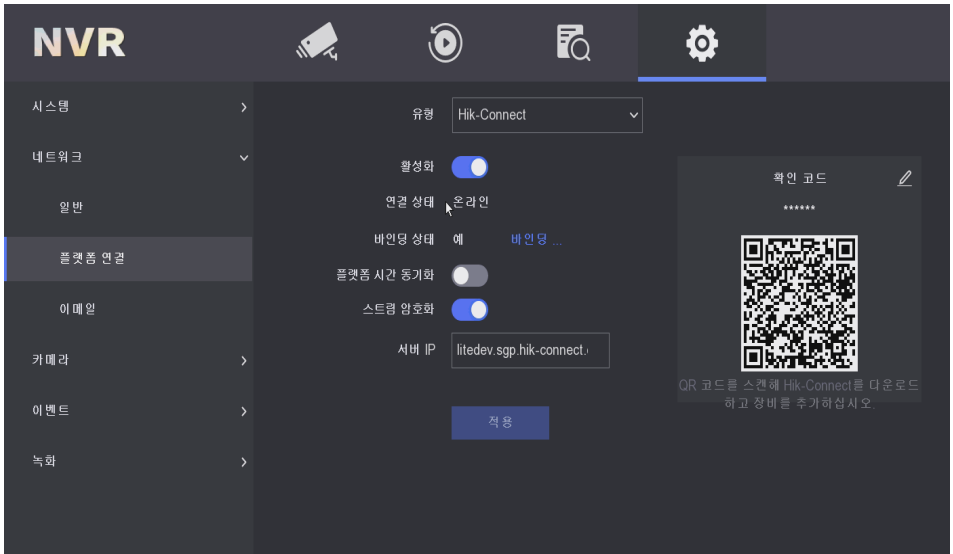 NVR
시스템
네트워크
일반
플랫폼 연결
이메일
카메라
이벤트
녹화
유형 Hik-Connect
활성화
연결 상태 온라인
바인딩 상태 예 바인딩 ...
플랫폼 시간 동기화
스트림 암호화
서버 IP litedev.sgp.hik-connect.
적용
확인 코드
******
QR 코드를 스캔해 Hik-Connect를 다운로드
하고 장비를 추가하십시오.